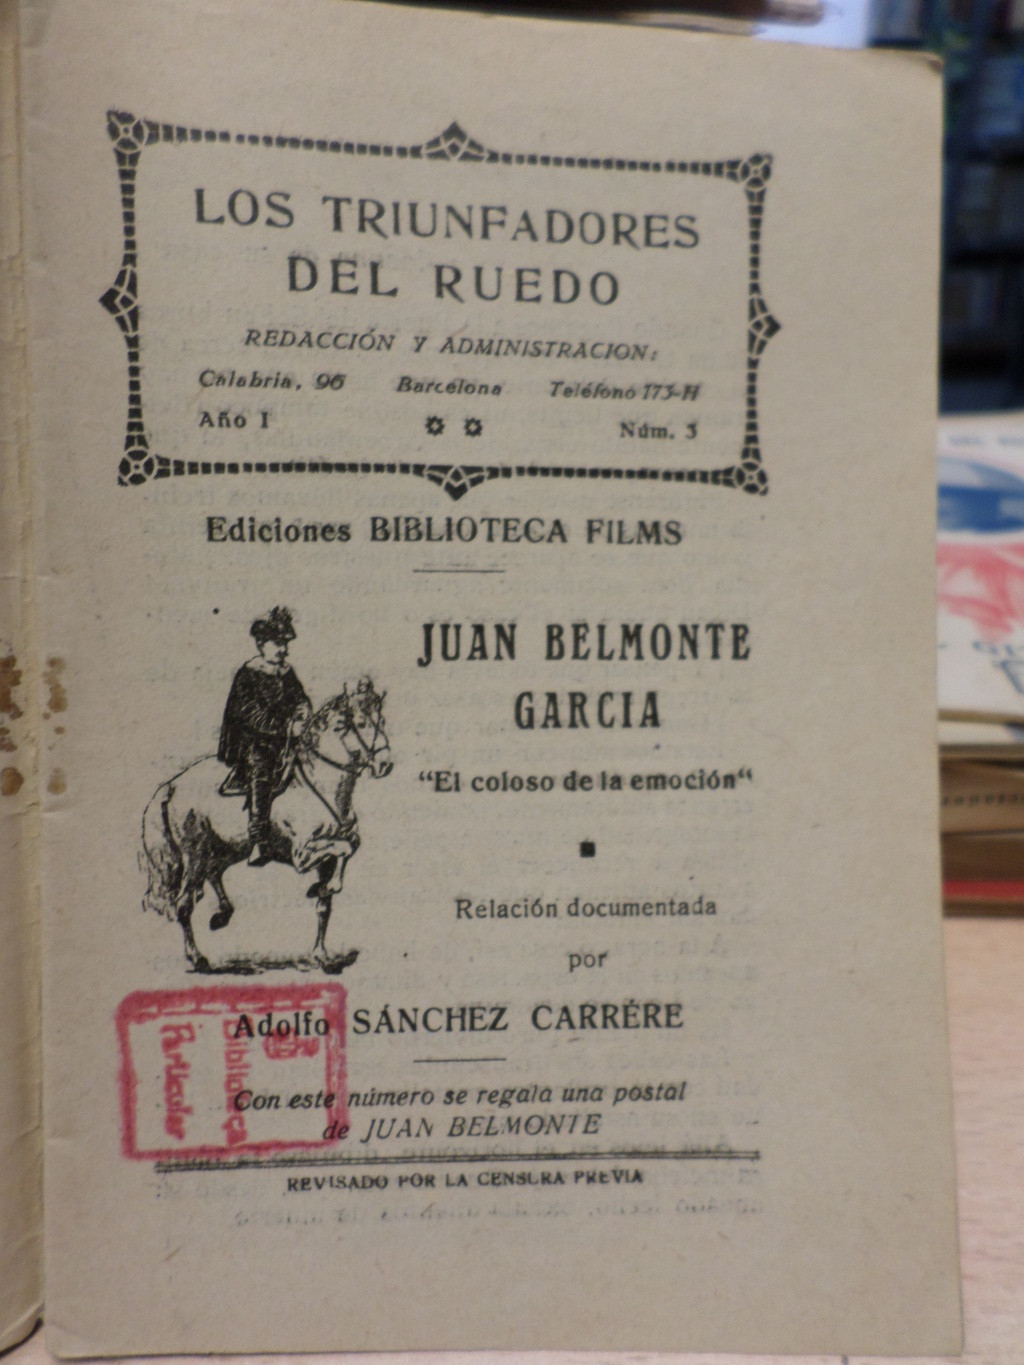 LOS TRIUNFADORES
DEL RUEDO
REDACCIÓN Y ADMINISTRACION:
Calabria, 96 Barcelona Teléfono 173-H
Año I Núm. 3
Ediciones BIBLIOTECA FILMS
JUAN BELMONTE
GARCIA
“El coloso de la emoción“
Relación documentada
por
Adolfo SÁNCHEZ CARRÉRE
Biblioteca
Particular
Con este número se regala una postal
de JUAN BELMONTE
REVISADO POR LA CENSURA PREVIA